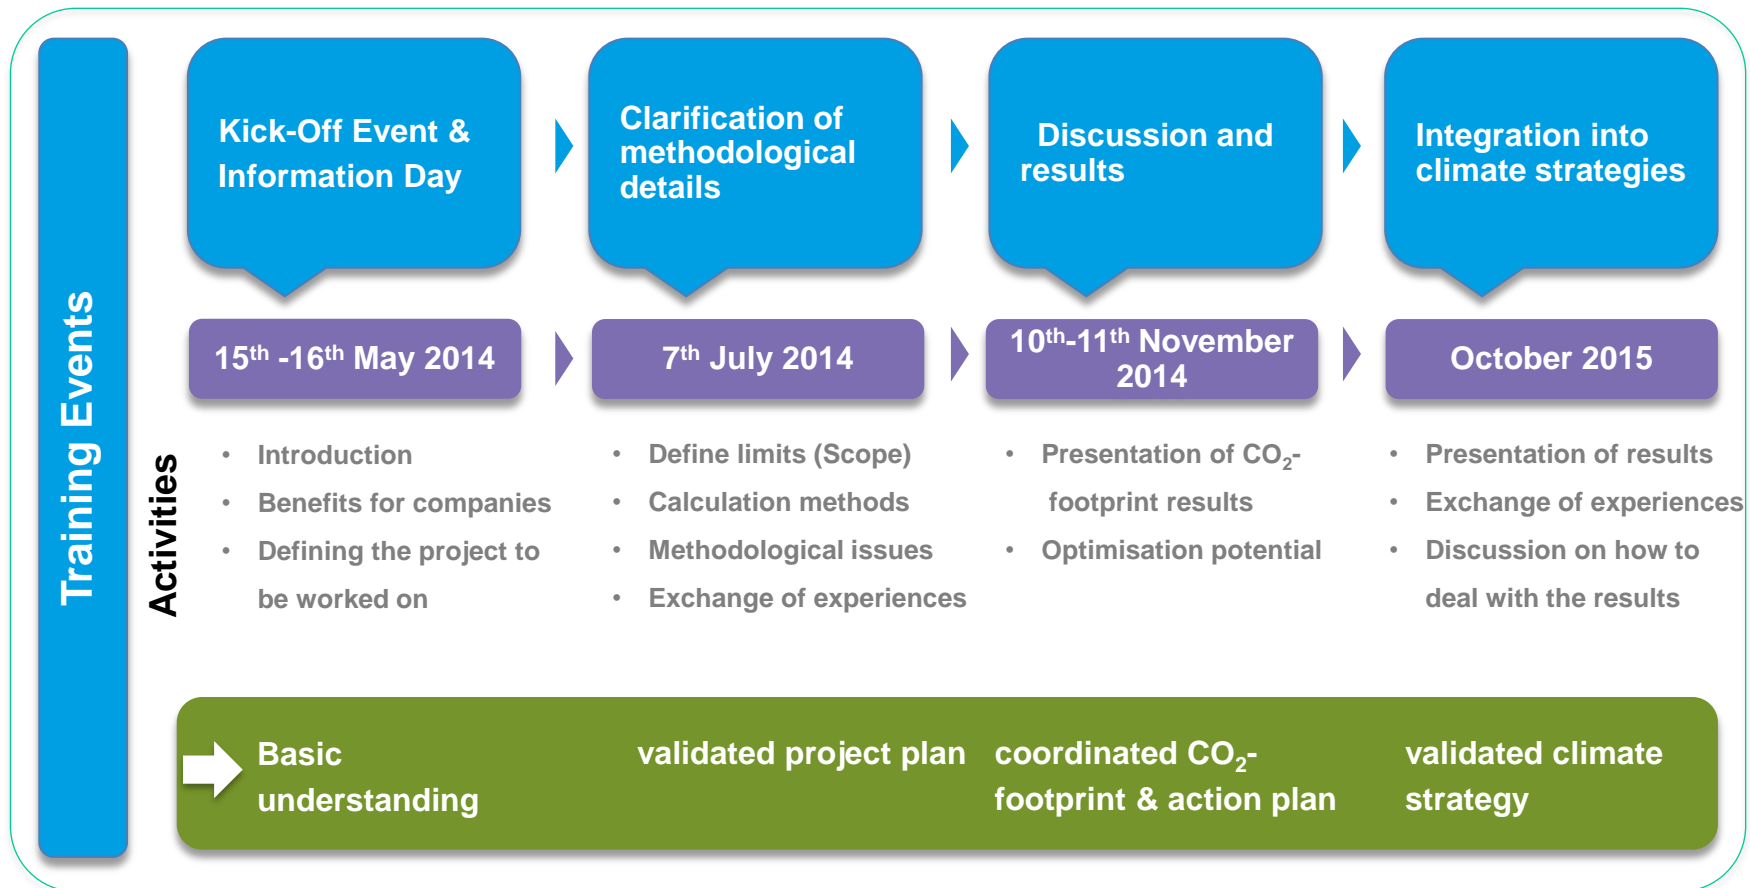 Training Events
Kick-Off Event &
Information Day
Clarification of
methodological
details
Discussion and
results
Integration into
climate strategies
15th -16th May 2014
7th July 2014
10th-11th November
2014
October 2015
Activities
• Introduction
• Benefits for companies
• Defining the project to
be worked on
• Define limits (Scope)
• Calculation methods
• Methodological issues
• Exchange of experiences
• Presentation of CO2-
footprint results
• Optimisation potential
• Presentation of results
• Exchange of experiences
• Discussion on how to
deal with the results
Basic
understanding
validated project plan
coordinated CO2-
footprint & action plan
validated climate
strategy